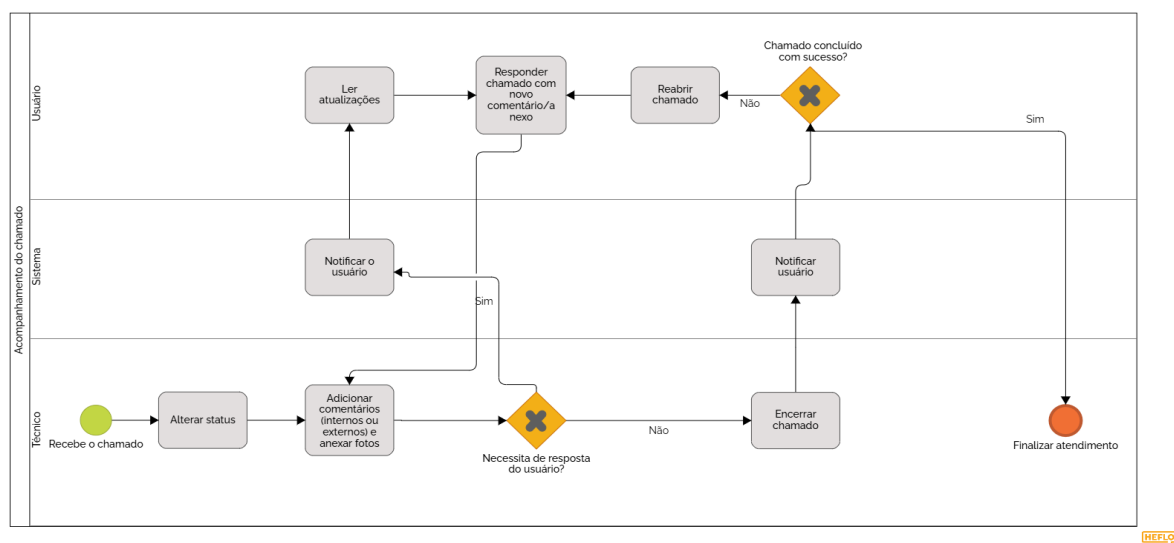 Acompanhamento do chamado
Usuário
Ler
atualizações
Responder
chamado com
novo
comentário/a
nexo
Reabrir
chamado
Não
Chamado concluído
com sucesso?
Sim
Sistema
Notificar o
usuário
Sim
Notificar
usuário
Técnico
Recebe o chamado
Alterar status
Adicionar
comentários
(internos ou
externos) e
anexar fotos
Necessita de resposta
do usuário?
Não
Encerrar
chamado
Finalizar atendimento
HEFLO